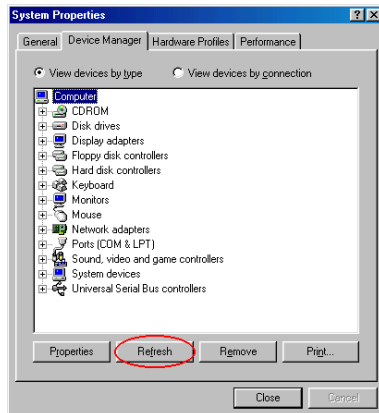 System Properties
General Device Manager Hardware Profiles Performance
View devices by type View devices by connection
Computer
CDROM
Disk drives
Display adapters
Floppy disk controllers
Hard disk controllers
Keyboard
Monitors
Mouse
Network adapters
Ports (COM & LPT)
Sound, video and game controllers
System devices
Universal Serial Bus controllers
Properties Refresh Remove Print...
Close Cancel